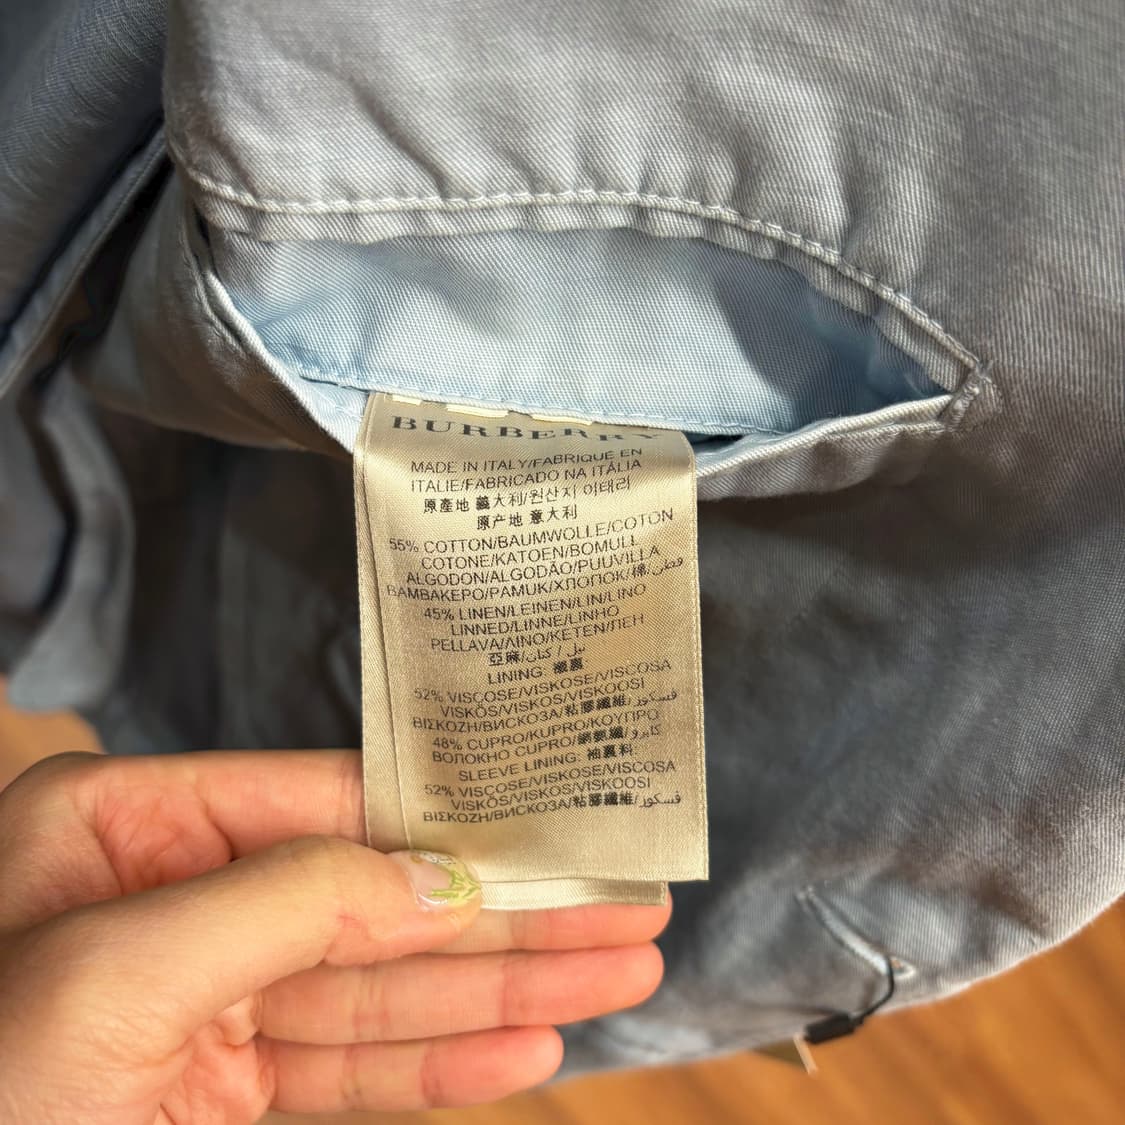 BURBERRY
MADE IN ITALY/FABRIQUE EN
ITALIE/FABRICADO NA ITÁLIA
原產地 義大利/원산지 이태리
原产地 意大利
55% COTTON/BAUMWOLLE/COTON
COTONE/KATOEN/BOMULL
ALGODON/ALGODÃO/PUUVILLA
ΒΑΜΒΑΚΕΡΟ/PAMUK/ХЛОПОК/棉/قطن
45% LINEN/LEINEN/LIN/LINO
LINNED/LINNE/LINHO
PELLAVA/ΛΙΝΟ/KETEN/ЛЕН
亞麻/نيل / كتان
LINING: 襯裏:
52% VISCOSE/VISKOSE/VISCOSA
VISKÓS/VISKOS/VISKOOSI
ΒΙΣΚΟΖΗ/ВИСКОЗА/粘膠纖維/فسكوز
48% CUPRO/KUPRO/ΚΟΥΠΡΟ
ВОЛОКНО CUPRO/銅氨纖/كابرو
SLEEVE LINING: 袖裏料:
52% VISCOSE/VISKOSE/VISCOSA
VISKÓS/VISKOS/VISKOOSI
ΒΙΣΚΟΖΗ/ВИСКОЗА/粘膠纖維/فسكوز